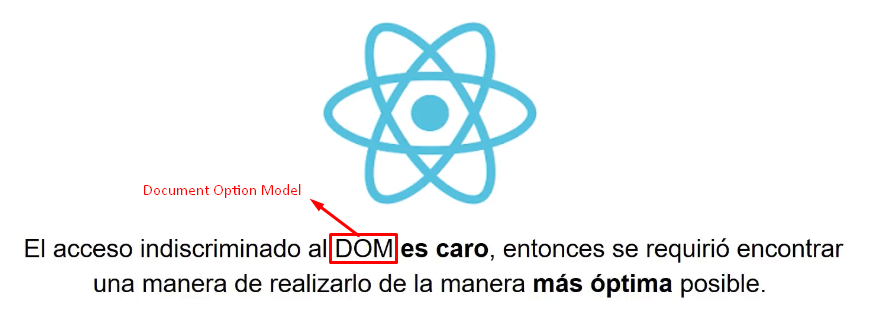 Document Option Model
El acceso indiscriminado al DOM es caro, entonces se requirió encontrar
una manera de realizarlo de la manera más óptima posible.